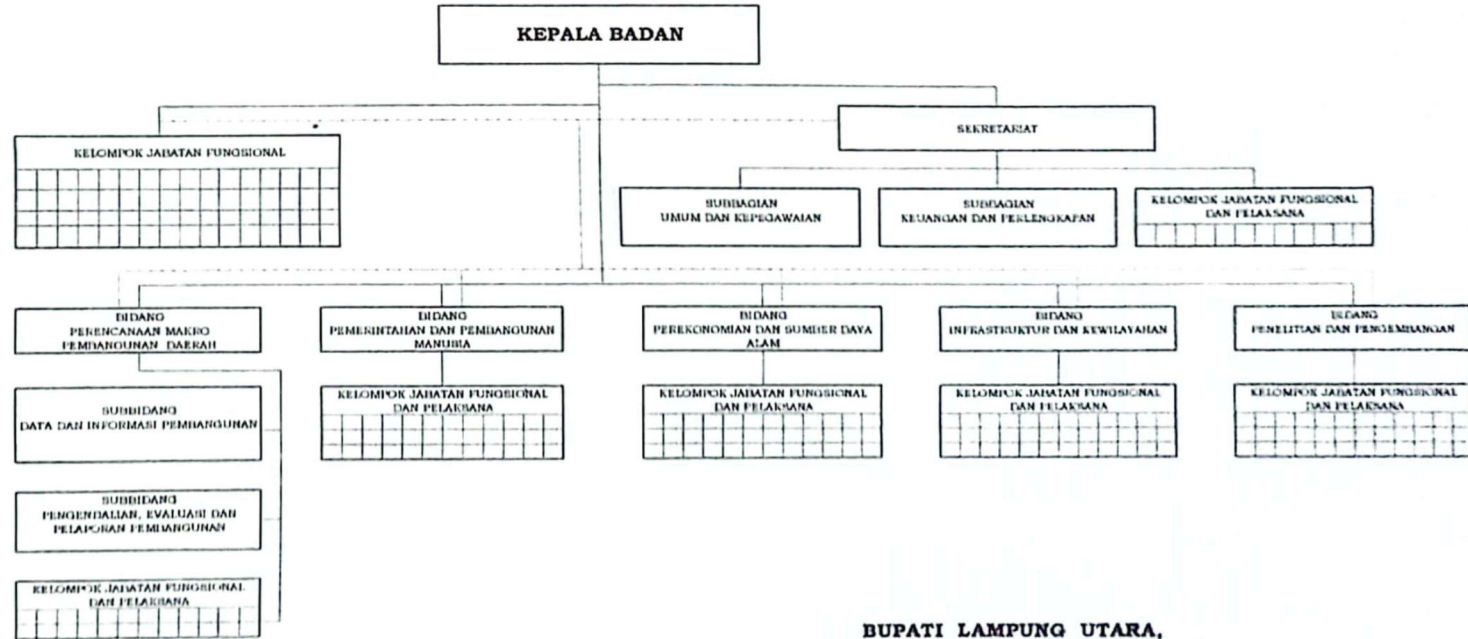 KEPALA BADAN
SEKRETARIAT
KELOMPOK JABATAN FUNGSIONAL
SUBBAGIAN
UMUM DAN KEPEGAWAIAN
SUBBAGIAN
KEUANGAN DAN PERLENGKAPAN
KELOMPOK JABATAN FUNGSIONAL
DAN PELAKSANA
BIDANG
PERENCANAAN MAKRO
PEMBANGUNAN DAERAH
BIDANG
PEMERINTAHAN DAN PEMBANGUNAN
MANUSIA
BIDANG
PEREKONOMIAN DAN SUMBER DAYA
ALAM
BIDANG
INFRASTRUKTUR DAN KEWILAYAHAN
BIDANG
PENELITIAN DAN PENGEMBANGAN
SUBBIDANG
DATA DAN INFORMASI PEMBANGUNAN
KELOMPOK JABATAN FUNGSIONAL
DAN PELAKSANA
KELOMPOK JABATAN FUNGSIONAL
DAN PELAKSANA
KELOMPOK JABATAN FUNGSIONAL
DAN PELAKSANA
KELOMPOK JABATAN FUNGSIONAL
DAN PELAKSANA
SUBBIDANG
PENGENDALIAN, EVALUASI DAN
PELAPORAN PEMBANGUNAN
KELOMPOK JABATAN FUNGSIONAL
DAN PELAKSANA
BUPATI LAMPUNG UTARA,